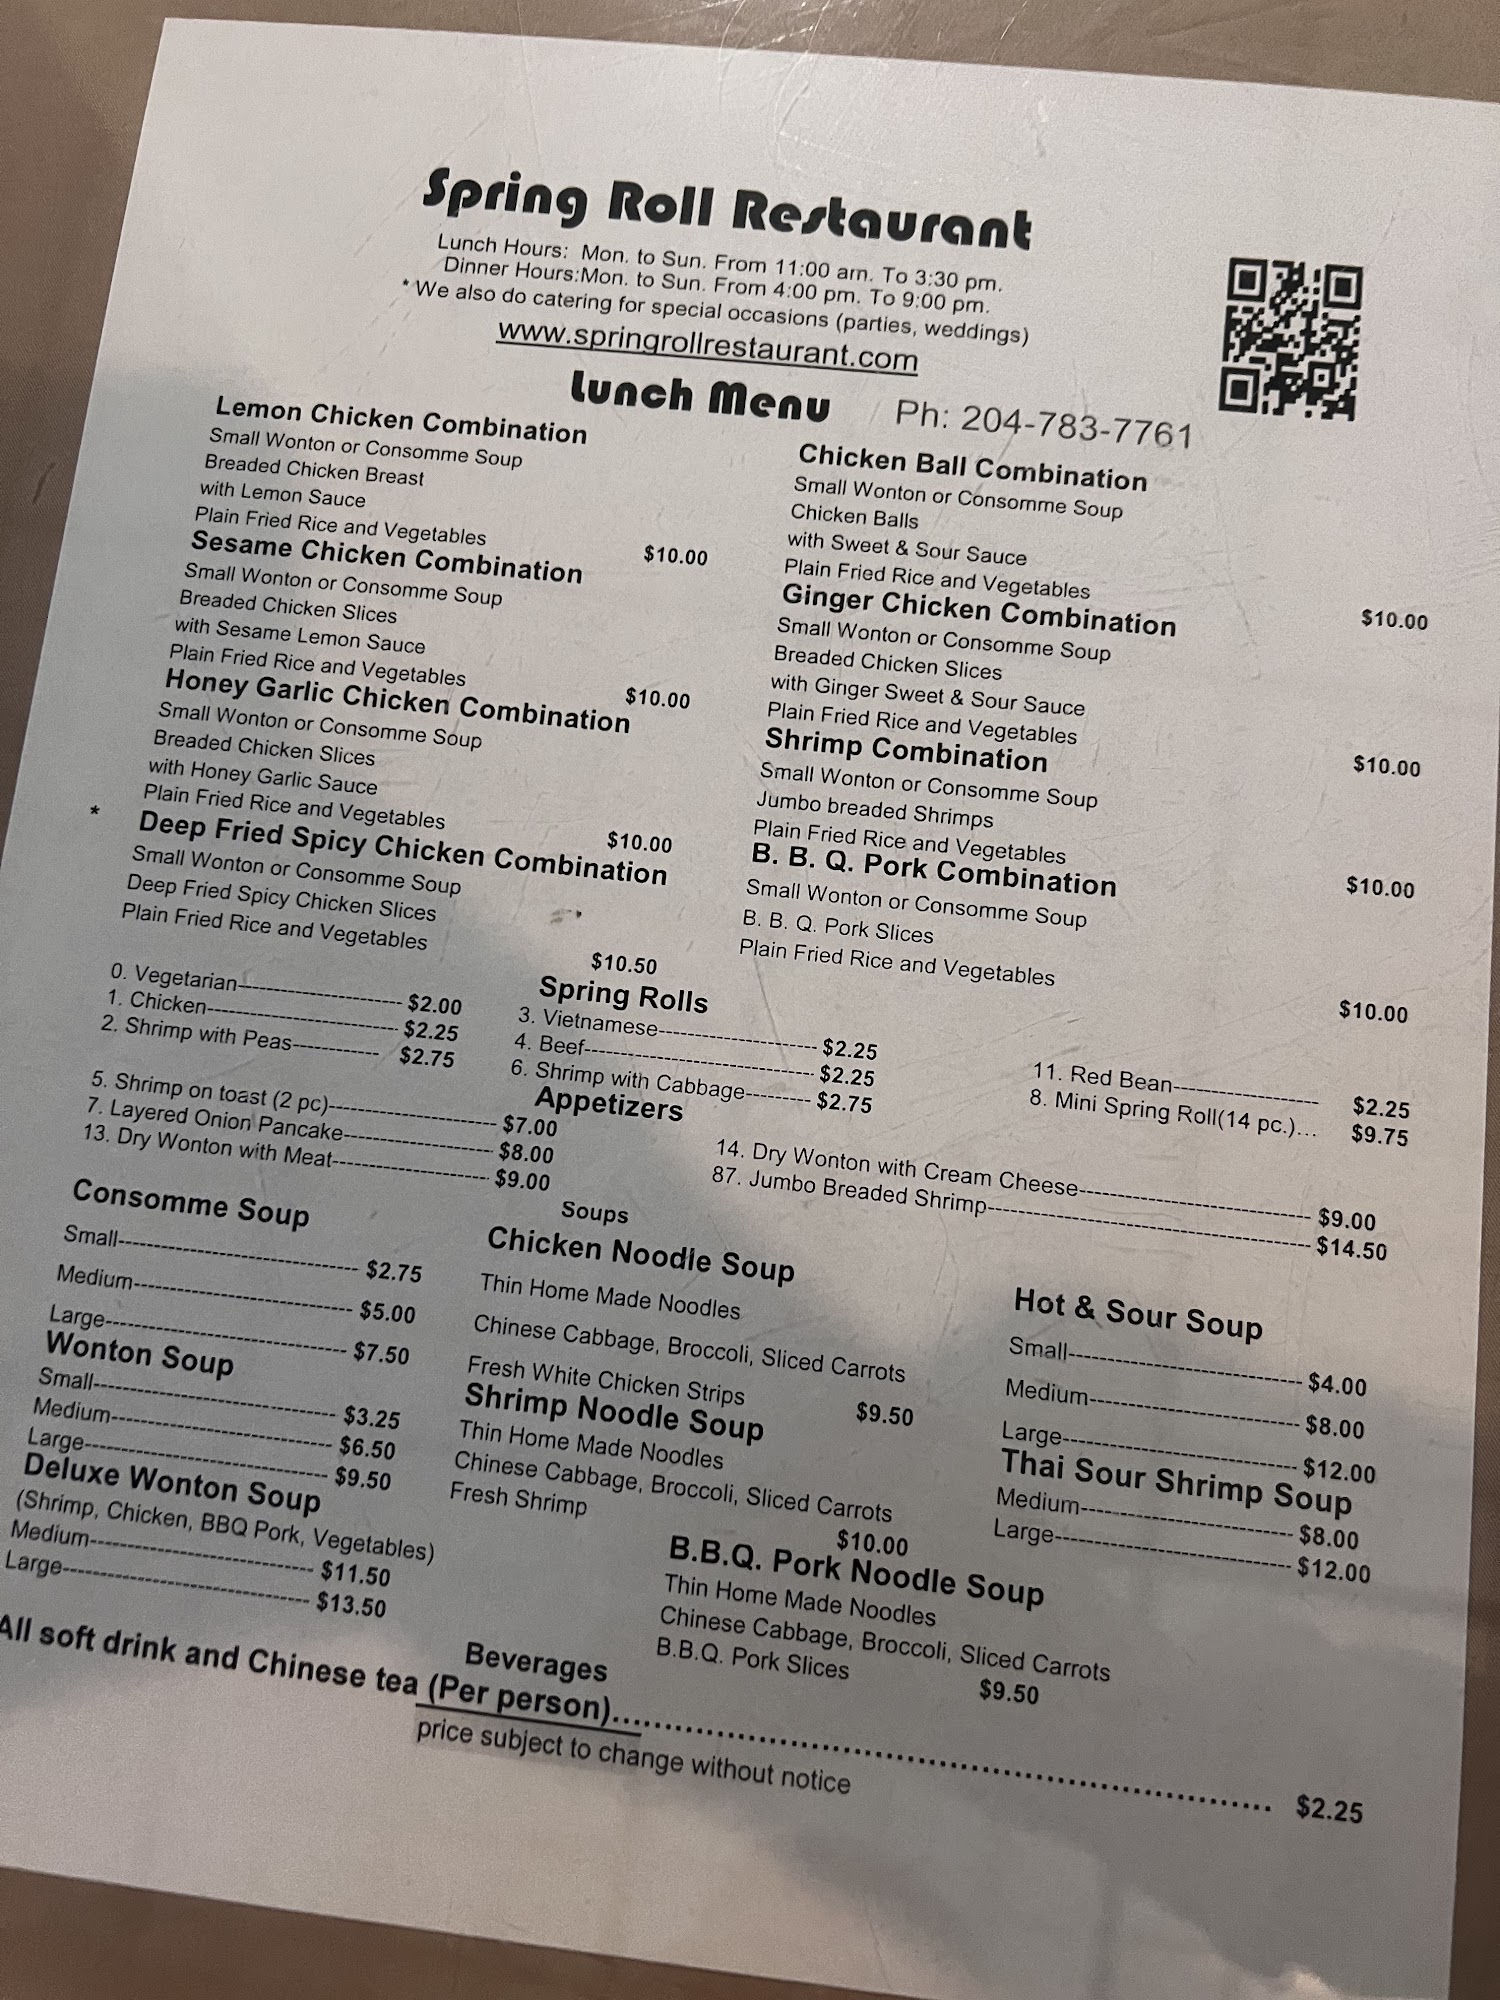 Spring Roll Restaurant
Lunch Hours: Mon. to Sun. From 11:00 am. To 3:30 pm.
Dinner Hours:Mon. to Sun. From 4:00 pm. To 9:00 pm.
* We also do catering for special occasions (parties, weddings)
www.springrollrestaurant.com
Lunch Menu Ph: 204-783-7761
Lemon Chicken Combination
Small Wonton or Consomme Soup
Breaded Chicken Breast
with Lemon Sauce
Plain Fried Rice and Vegetables
$10.00
Sesame Chicken Combination
Small Wonton or Consomme Soup
Breaded Chicken Slices
with Sesame Lemon Sauce
Plain Fried Rice and Vegetables
$10.00
Honey Garlic Chicken Combination
Small Wonton or Consomme Soup
Breaded Chicken Slices
with Honey Garlic Sauce
Plain Fried Rice and Vegetables
$10.00
* Deep Fried Spicy Chicken Combination
Small Wonton or Consomme Soup
Deep Fried Spicy Chicken Slices
Plain Fried Rice and Vegetables
$10.50
Chicken Ball Combination
Small Wonton or Consomme Soup
Chicken Balls
with Sweet & Sour Sauce
Plain Fried Rice and Vegetables
$10.00
Ginger Chicken Combination
Small Wonton or Consomme Soup
Breaded Chicken Slices
with Ginger Sweet & Sour Sauce
Plain Fried Rice and Vegetables
$10.00
Shrimp Combination
Small Wonton or Consomme Soup
Jumbo breaded Shrimps
Plain Fried Rice and Vegetables
$10.00
B. B. Q. Pork Combination
Small Wonton or Consomme Soup
B. B. Q. Pork Slices
Plain Fried Rice and Vegetables
$10.00
Spring Rolls
0. Vegetarian---------------------- $2.00
1. Chicken-------------------------- $2.25
2. Shrimp with Peas------------ $2.75
3. Vietnamese---------------------- $2.25
4. Beef-------------------------------- $2.25
6. Shrimp with Cabbage--------- $2.75
11. Red Bean-------------------- $2.25
8. Mini Spring Roll(14 pc.)... $9.75
Appetizers
5. Shrimp on toast (2 pc)----------------------- $7.00
7. Layered Onion Pancake--------------------- $8.00
13. Dry Wonton with Meat---------------------- $9.00
14. Dry Wonton with Cream Cheese-------------------------------- $9.00
87. Jumbo Breaded Shrimp--------------------------------------------- $14.50
Soups
Consomme Soup
Small--------------------------------- $2.75
Medium------------------------------ $5.00
Large--------------------------------- $7.50
Wonton Soup
Small--------------------------------- $3.25
Medium------------------------------ $6.50
Large--------------------------------- $9.50
Deluxe Wonton Soup
(Shrimp, Chicken, BBQ Pork, Vegetables)
Medium------------------------------ $11.50
Large--------------------------------- $13.50
Chicken Noodle Soup
Thin Home Made Noodles
Chinese Cabbage, Broccoli, Sliced Carrots
Fresh White Chicken Strips
$9.50
Shrimp Noodle Soup
Thin Home Made Noodles
Chinese Cabbage, Broccoli, Sliced Carrots
Fresh Shrimp
$10.00
B.B.Q. Pork Noodle Soup
Thin Home Made Noodles
Chinese Cabbage, Broccoli, Sliced Carrots
B.B.Q. Pork Slices
$9.50
Hot & Sour Soup
Small-------------------------------- $4.00
Medium----------------------------- $8.00
Large-------------------------------- $12.00
Thai Sour Shrimp Soup
Medium----------------------------- $8.00
Large-------------------------------- $12.00
Beverages
All soft drink and Chinese tea (Per person)............................................................ $2.25
price subject to change without notice